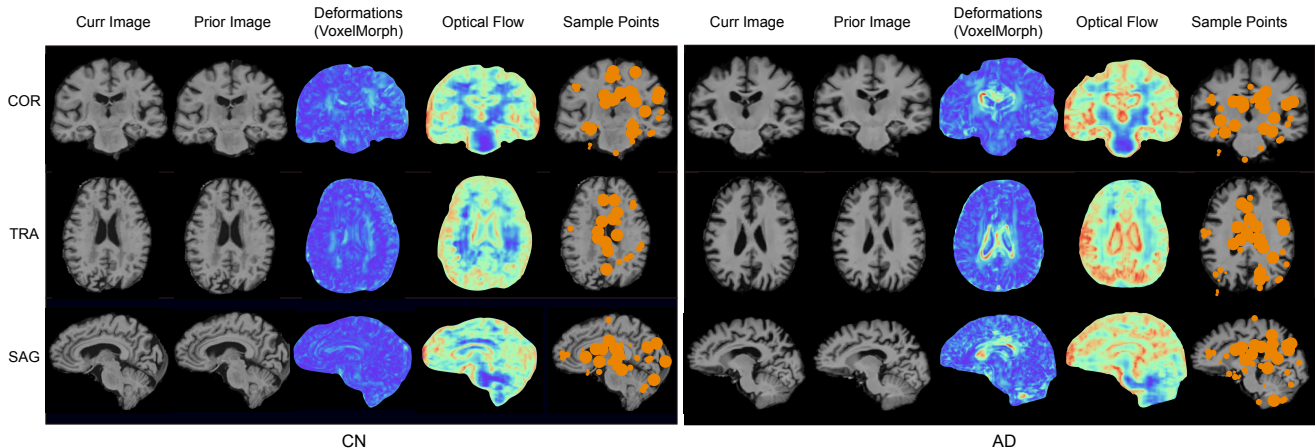 Curr Image Prior Image Deformations (VoxelMorph) Optical Flow Sample Points Curr Image Prior Image Deformations (VoxelMorph) Optical Flow Sample Points
COR
TRA
SAG
CN AD